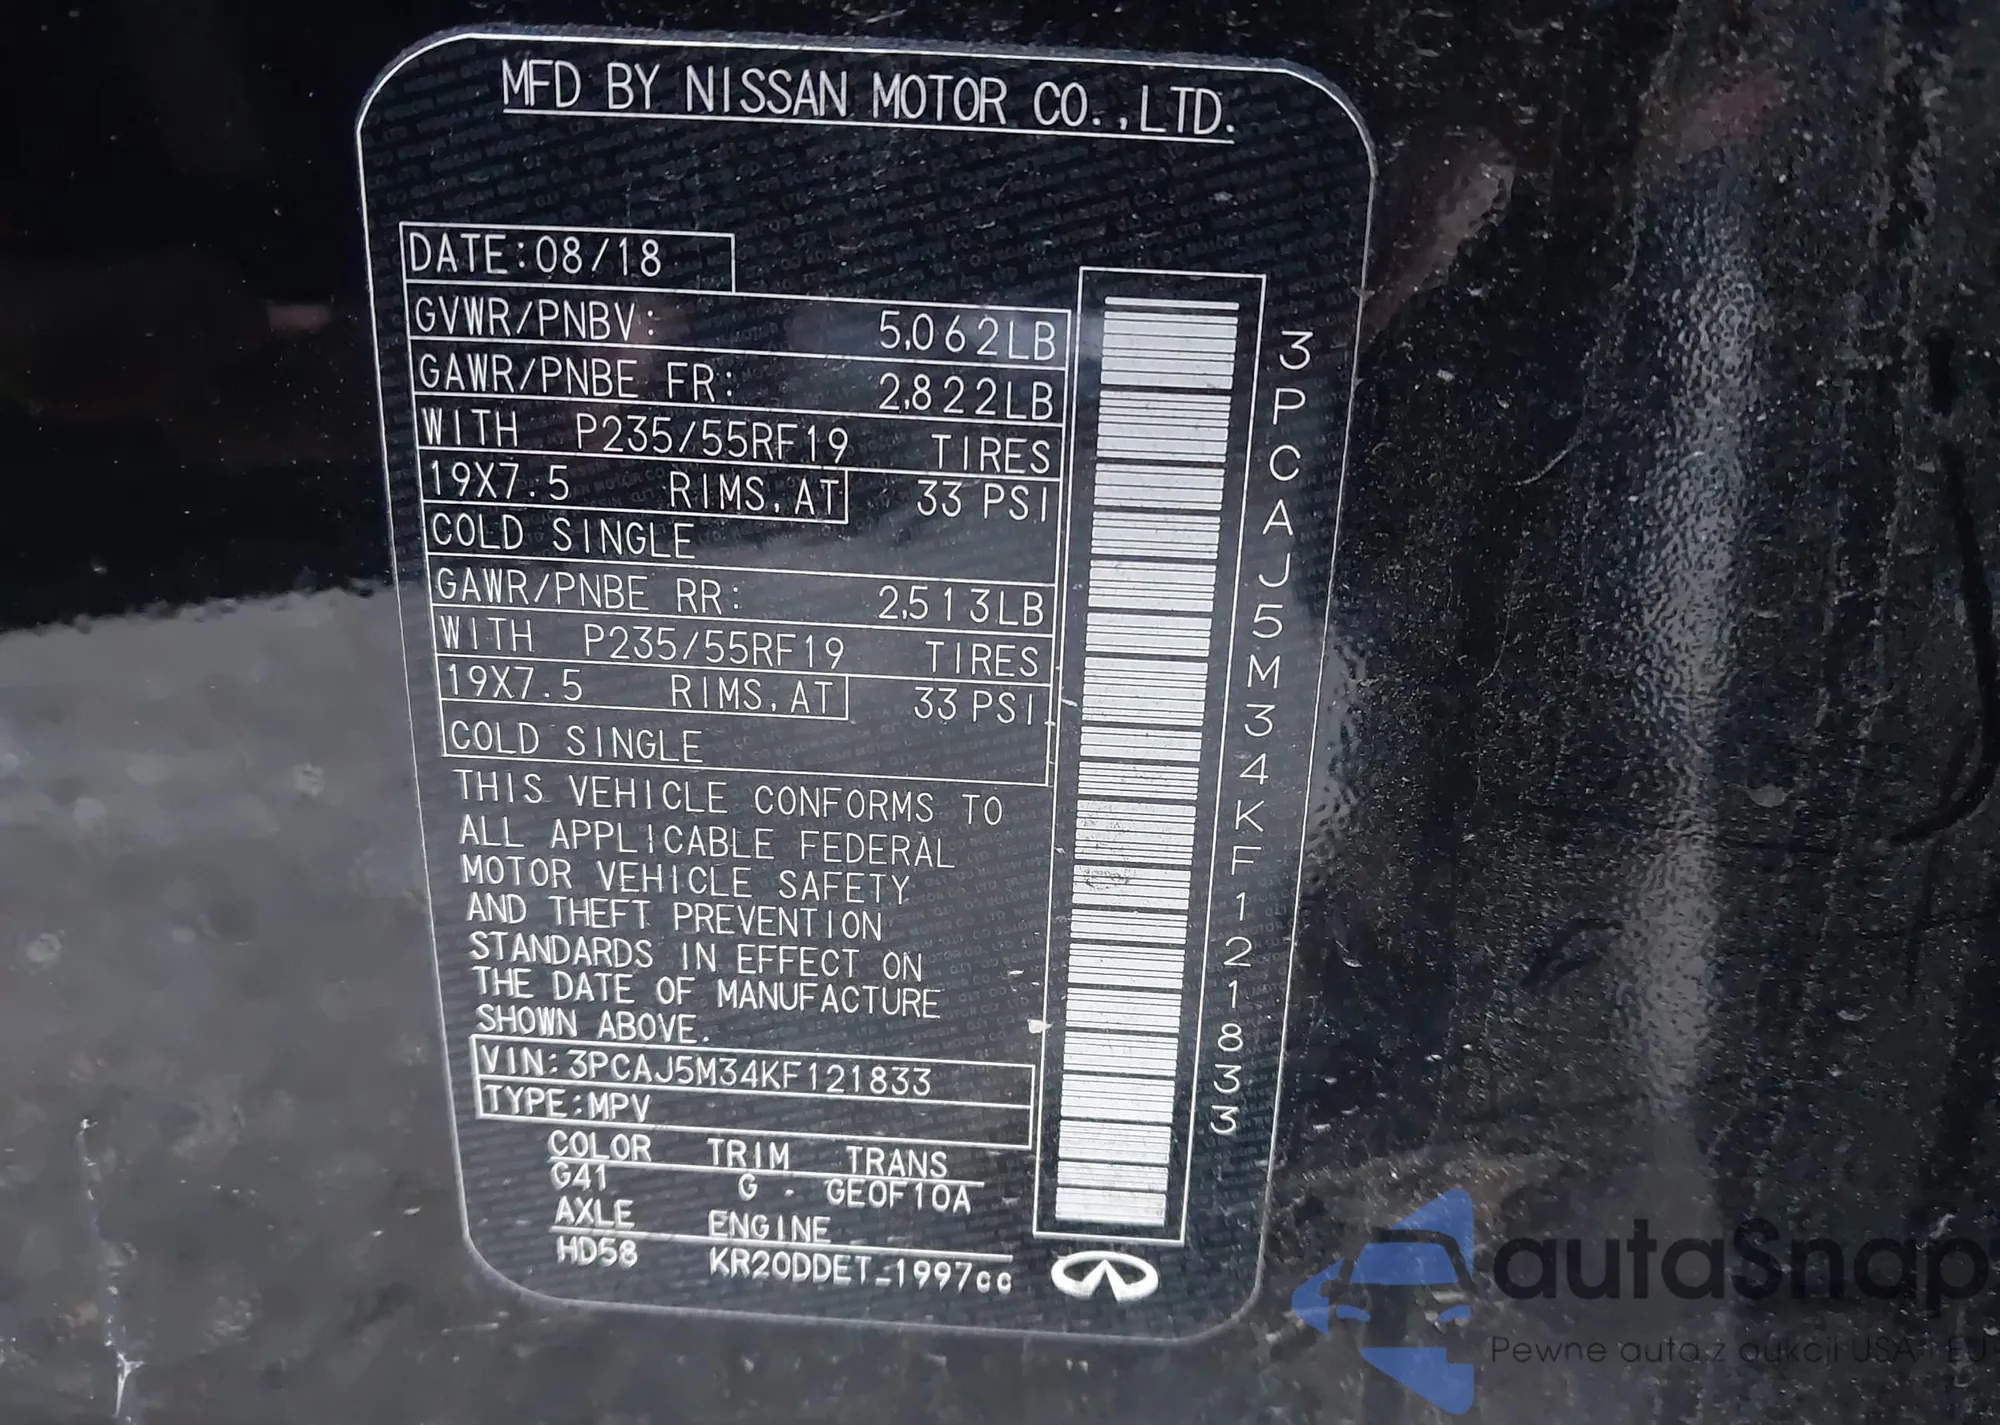 MFD BY NISSAN MOTOR CO.,LTD.
DATE:08/18
GVWR/PNBV: 5,062LB
GAWR/PNBE FR: 2,822LB
WITH P235/55RF19 TIRES
19X7.5 RIMS,AT 33 PSI
COLD SINGLE
GAWR/PNBE RR: 2,513LB
WITH P235/55RF19 TIRES
19X7.5 RIMS,AT 33 PSI
COLD SINGLE
THIS VEHICLE CONFORMS TO
ALL APPLICABLE FEDERAL
MOTOR VEHICLE SAFETY
AND THEFT PREVENTION
STANDARDS IN EFFECT ON
THE DATE OF MANUFACTURE
SHOWN ABOVE.
VIN:3PCAJ5M34KF121833
TYPE:MPV
COLOR TRIM TRANS
G41 G GE0F10A
AXLE ENGINE
HD58 KR20DDET-1997cc
3PCAJ5M34KF121833
autaSnap
Pewne auta z aukcji USA i EU